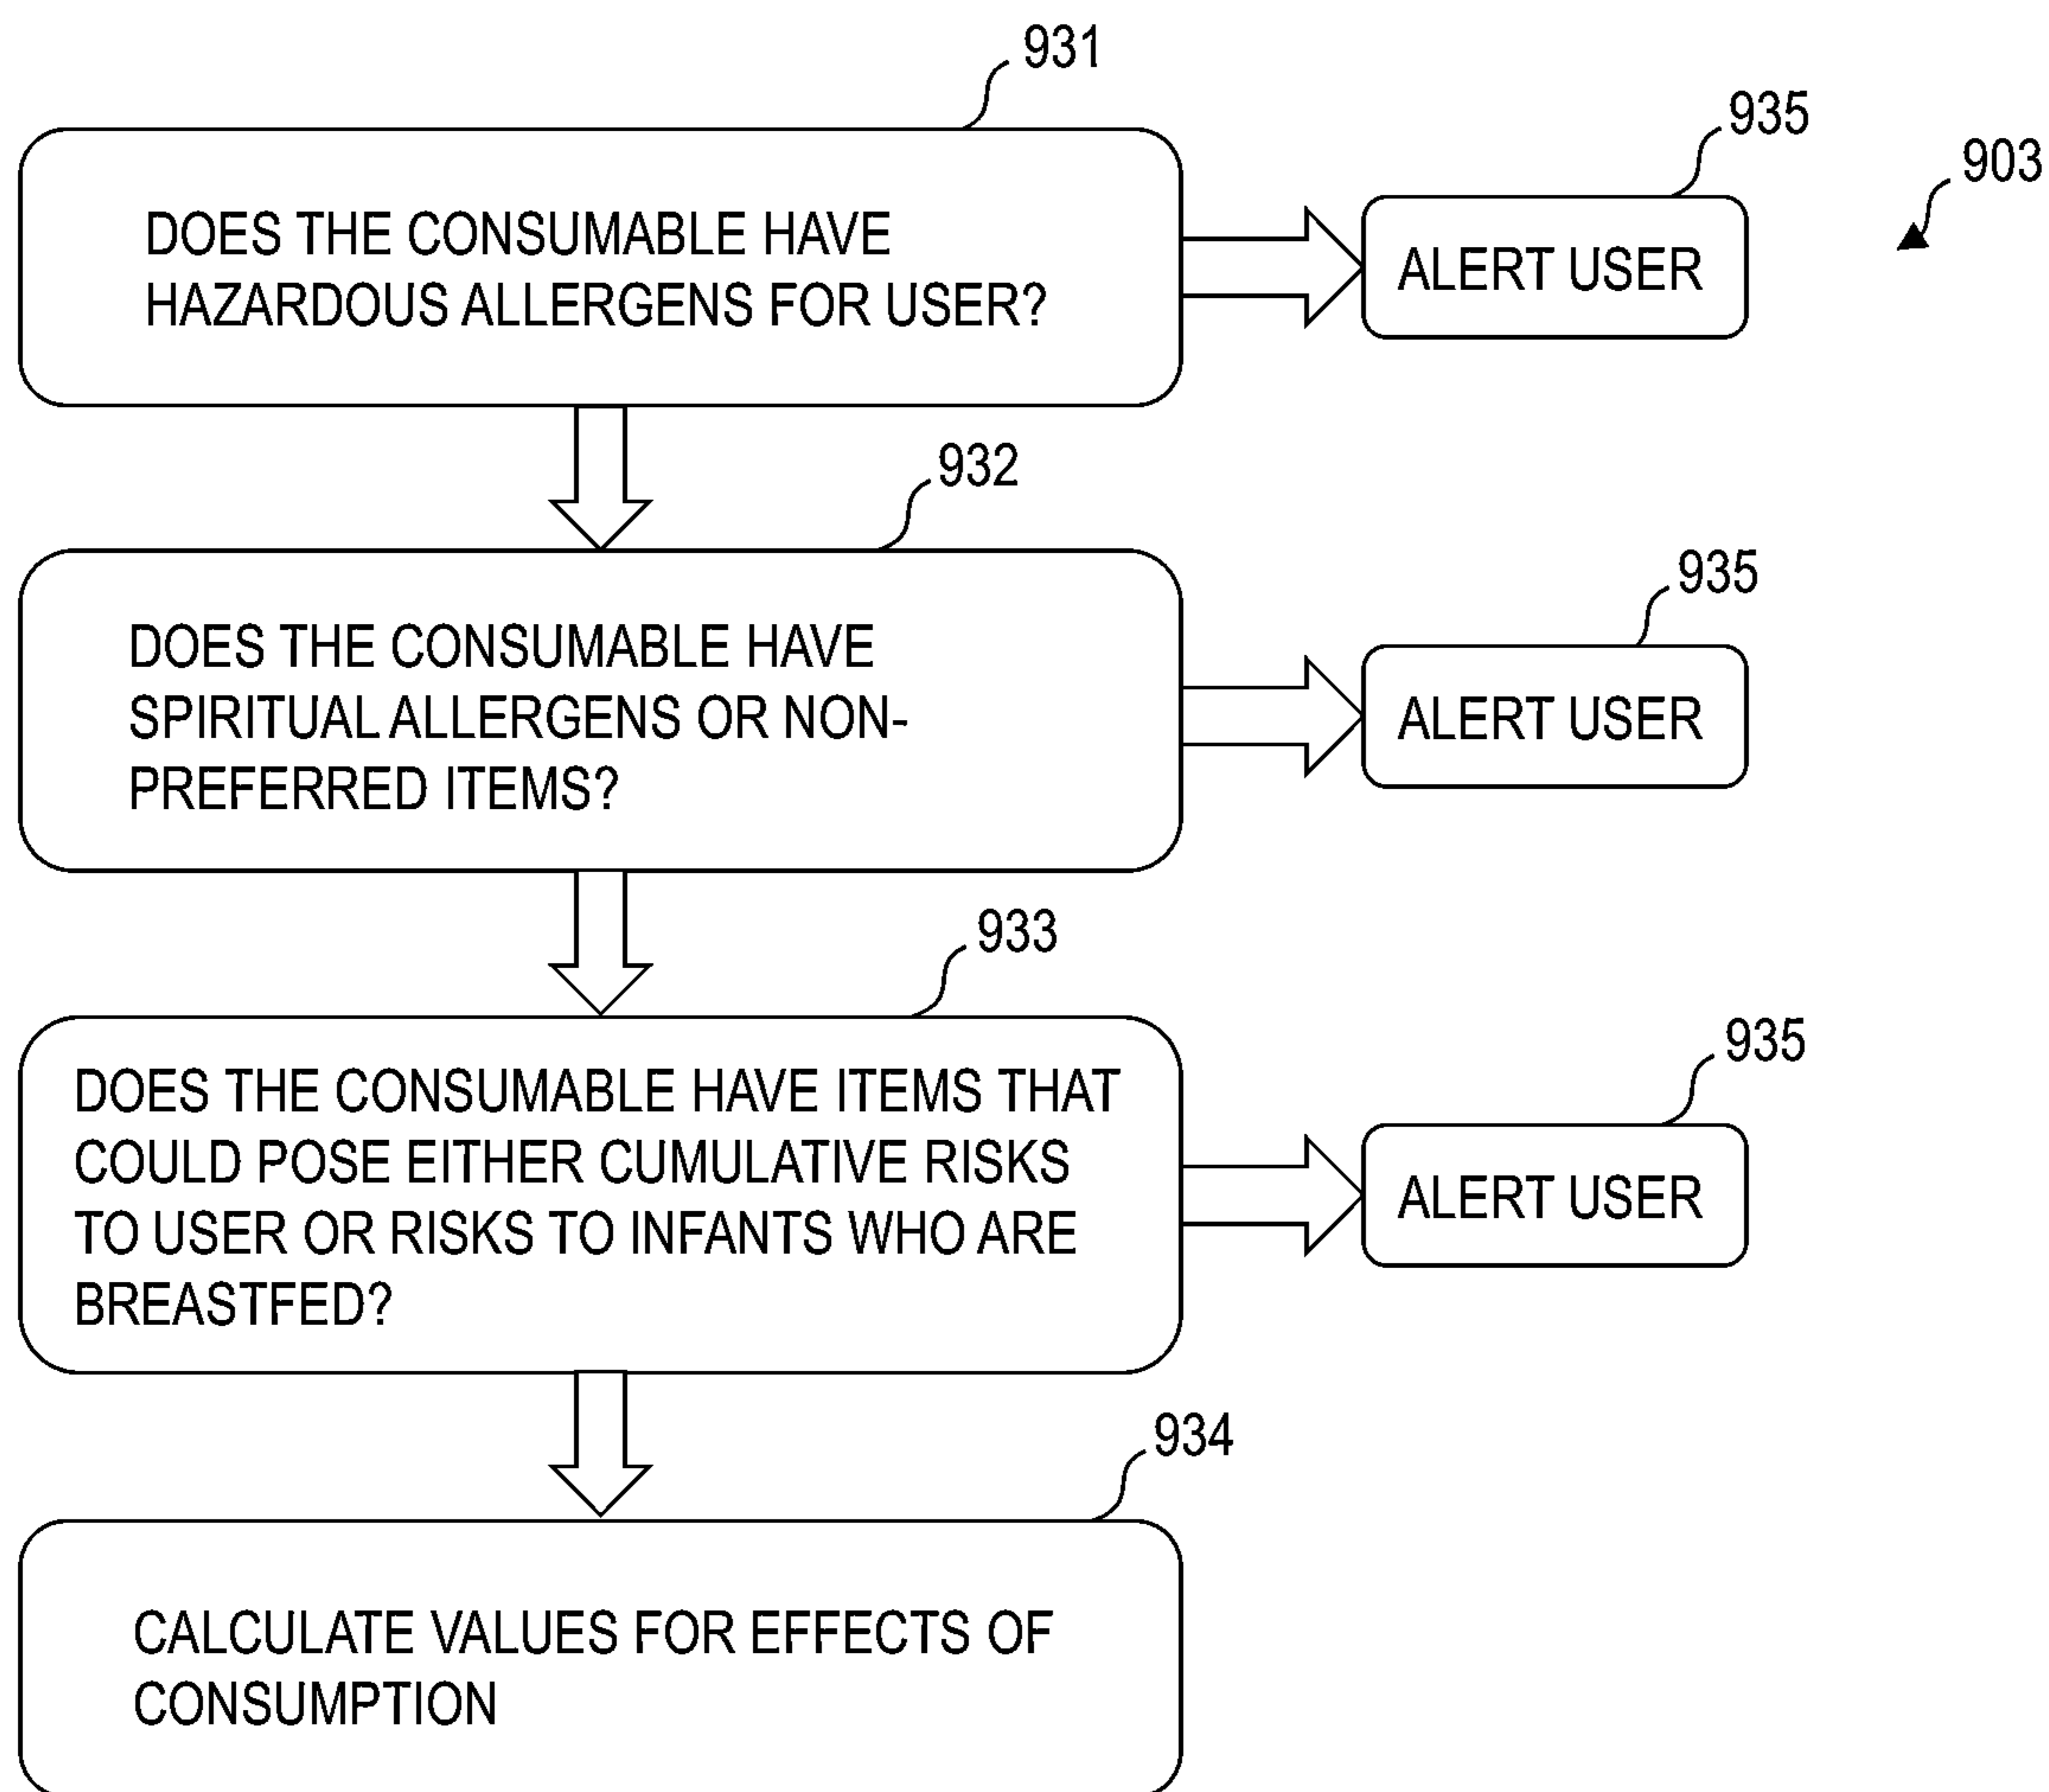 931
935
903
DOES THE CONSUMABLE HAVE
HAZARDOUS ALLERGENS FOR USER?
ALERT USER
932
935
DOES THE CONSUMABLE HAVE
SPIRITUAL ALLERGENS OR NON-
PREFERRED ITEMS?
ALERT USER
933
935
DOES THE CONSUMABLE HAVE ITEMS THAT
COULD POSE EITHER CUMULATIVE RISKS
TO USER OR RISKS TO INFANTS WHO ARE
BREASTFED?
ALERT USER
934
CALCULATE VALUES FOR EFFECTS OF
CONSUMPTION